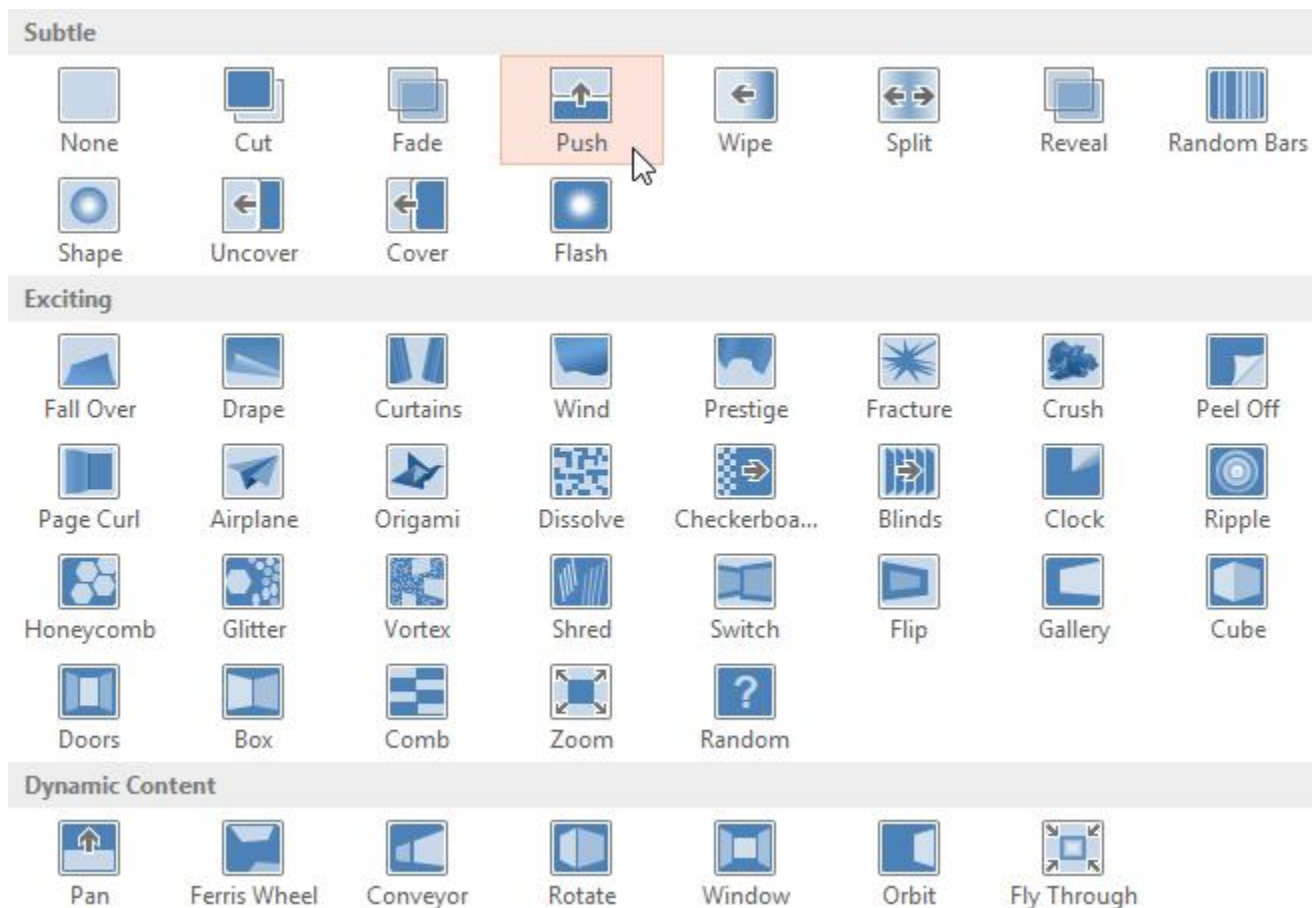 Subtle
None Cut Fade Push Wipe Split Reveal Random Bars
Shape Uncover Cover Flash
Exciting
Fall Over Drape Curtains Wind Prestige Fracture Crush Peel Off
Page Curl Airplane Origami Dissolve Checkerboa... Blinds Clock Ripple
Honeycomb Glitter Vortex Shred Switch Flip Gallery Cube
?
Doors Box Comb Zoom Random
Dynamic Content
Pan Ferris Wheel Conveyor Rotate Window Orbit Fly Through